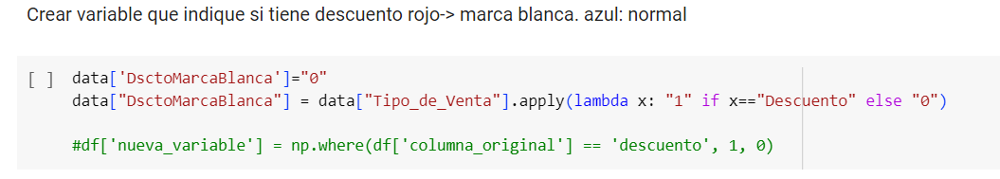 Crear variable que indique si tiene descuento rojo-> marca blanca. azul: normal
[ ] data['DsctoMarcaBlanca']="0"
data["DsctoMarcaBlanca"] = data["Tipo_de_Venta"].apply(lambda x: "1" if x=="Descuento" else "0")
#df['nueva_variable'] = np.where(df['columna_original'] == 'descuento', 1, 0)